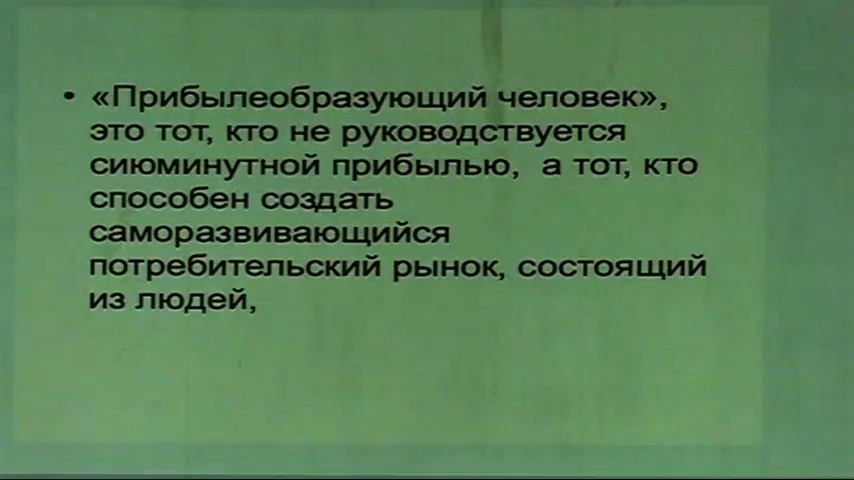 • «Прибылеобразующий человек»,
это тот, кто не руководствуется
сиюминутной прибылью, а тот, кто
способен создать
саморазвивающийся
потребительский рынок, состоящий
из людей,